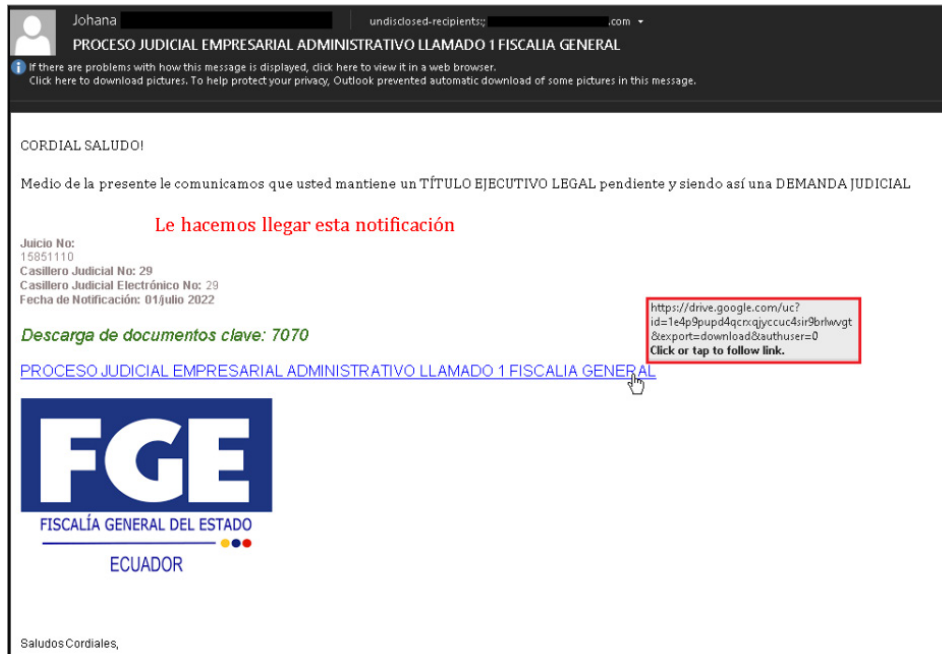 Johana
undisclosed-recipients:; .com
PROCESO JUDICIAL EMPRESARIAL ADMINISTRATIVO LLAMADO 1 FISCALIA GENERAL
If there are problems with how this message is displayed, click here to view it in a web browser.
Click here to download pictures. To help protect your privacy, Outlook prevented automatic download of some pictures in this message.
CORDIAL SALUDO!
Medio de la presente le comunicamos que usted mantiene un TÍTULO EJECUTIVO LEGAL pendiente y siendo así una DEMANDA JUDICIAL
Le hacemos llegar esta notificación
Juicio No:
15851110
Casillero Judicial No: 29
Casillero Judicial Electrónico No: 29
Fecha de Notificación: 01/julio 2022
https://drive.google.com/uc?
id=1e4p9pupd4qcrxqjyccuc4sir9brlwvgt
&export=download&authuser=0
Click or tap to follow link.
Descarga de documentos clave: 7070
PROCESO JUDICIAL EMPRESARIAL ADMINISTRATIVO LLAMADO 1 FISCALIA GENERAL
FGE
FISCALÍA GENERAL DEL ESTADO
ECUADOR
Saludos Cordiales,